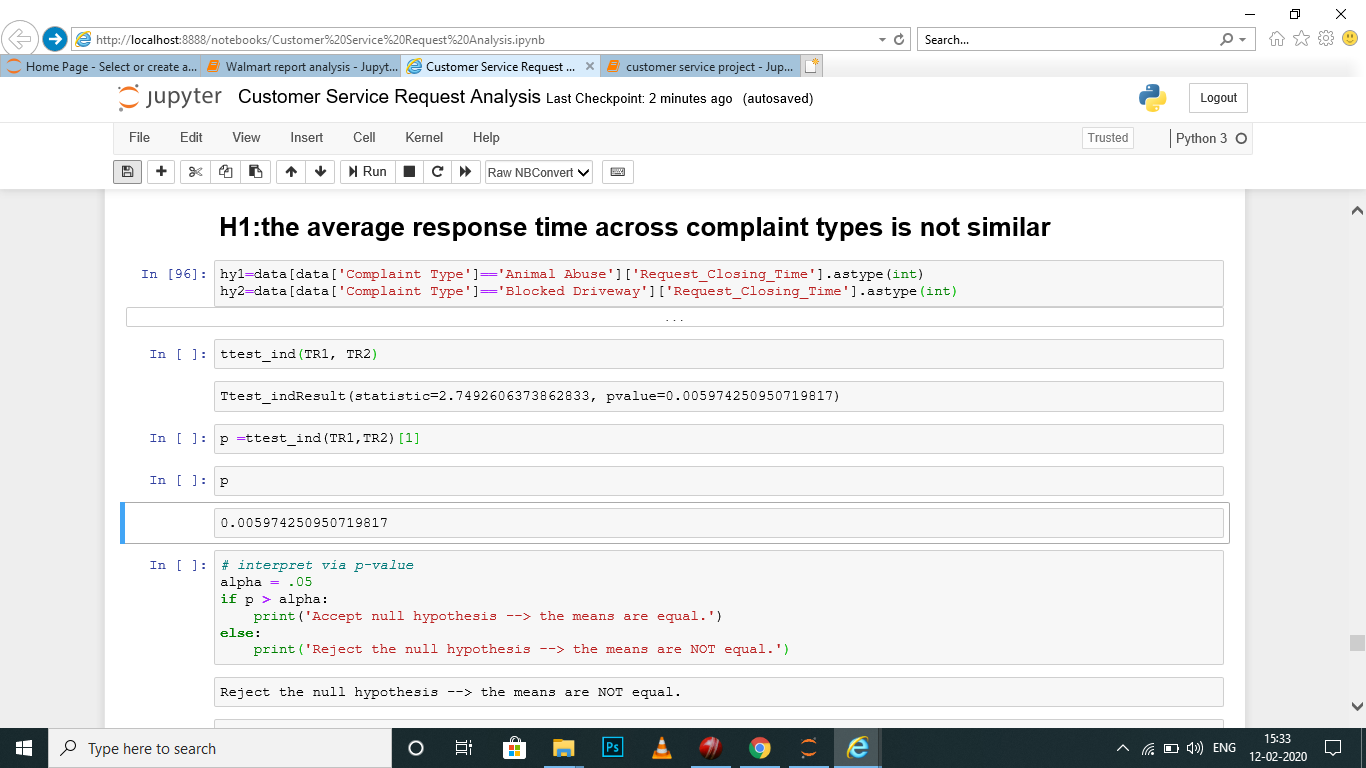 http://localhost:8888/notebooks/Customer%20Service%20Request%20Analysis.ipynb
Search...
Home Page - Select or create a...
Walmart report analysis - Jupyt...
Customer Service Request ...
customer service project - Jup...
jupyter Customer Service Request Analysis Last Checkpoint: 2 minutes ago (autosaved)
Logout
File Edit View Insert Cell Kernel Help
Trusted
Python 3
Run
Raw NBConvert
H1:the average response time across complaint types is not similar
In [96]: hy1=data[data['Complaint Type']=='Animal Abuse']['Request_Closing_Time'].astype(int)
hy2=data[data['Complaint Type']=='Blocked Driveway']['Request_Closing_Time'].astype(int)
...
In [ ]: ttest_ind(TR1, TR2)
Ttest_indResult(statistic=2.7492606373862833, pvalue=0.005974250950719817)
In [ ]: p =ttest_ind(TR1,TR2)[1]
In [ ]: p
0.005974250950719817
In [ ]: # interpret via p-value
alpha = .05
if p > alpha:
    print('Accept null hypothesis --> the means are equal.')
else:
    print('Reject the null hypothesis --> the means are NOT equal.')
Reject the null hypothesis --> the means are NOT equal.
Type here to search
Ps
ENG
15:33
12-02-2020